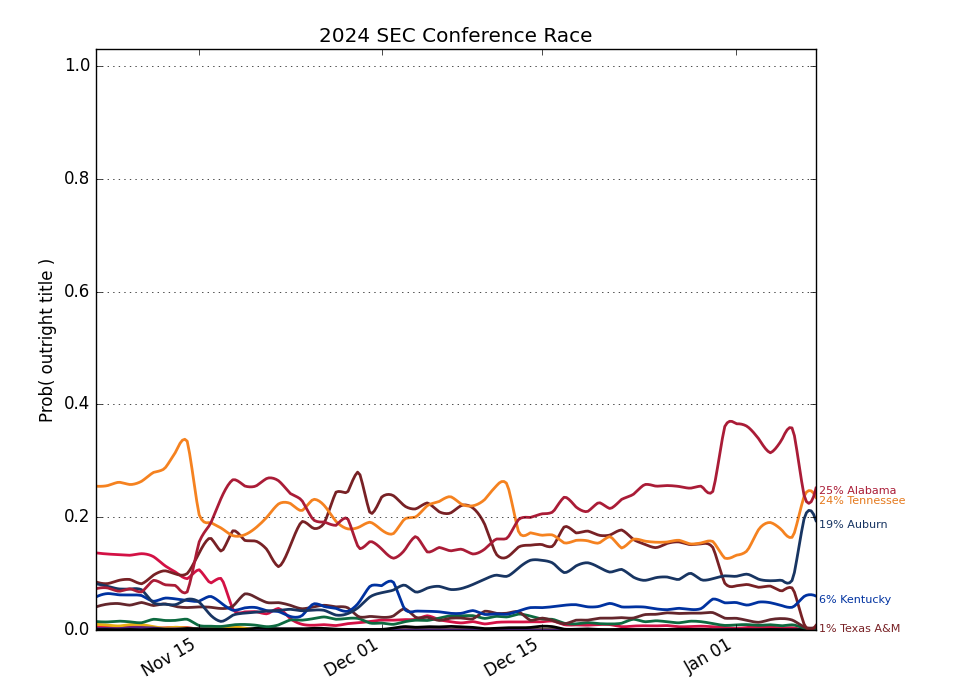 2024 SEC Conference Race
Prob( outright title )
1.0
0.8
0.6
0.4
0.2
0.0
25% Alabama
24% Tennessee
19% Auburn
6% Kentucky
1% Texas A&M
Nov 15
Dec 01
Dec 15
Jan 01